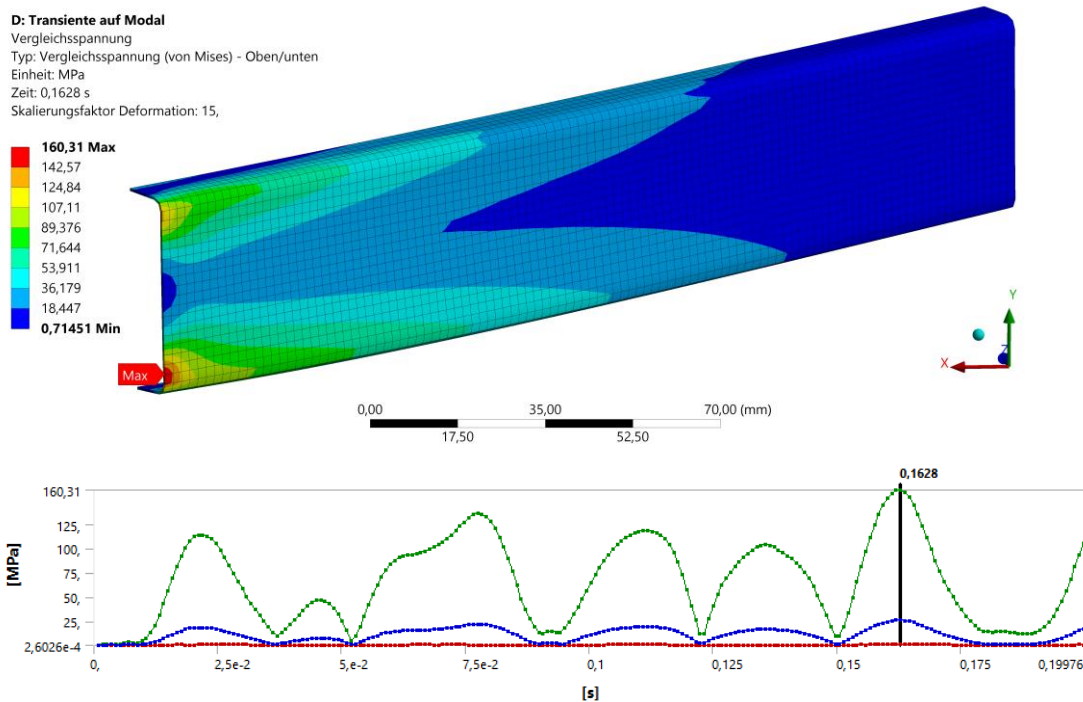 D: Transiente auf Modal
Vergleichsspannung
Typ: Vergleichsspannung (von Mises) - Oben/unten
Einheit: MPa
Zeit: 0,1628 s
Skalierungsfaktor Deformation: 15,
160,31 Max
142,57
124,84
107,11
89,376
71,644
53,911
36,179
18,447
0,71451 Min
Max
Y
X
Z
0,00 35,00 70,00 (mm)
17,50 52,50
0,1628
160,31
125,
100,
75,
50,
25,
2,6026e-4
[MPa]
0, 2,5e-2 5,e-2 7,5e-2 0,1 0,125 0,15 0,175 0,19976
[s]